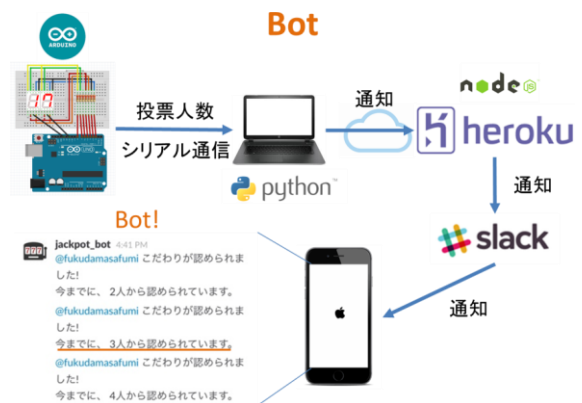 Bot
ARDUINO
17
投票人数
シリアル通信
python
通知
node
JS
heroku
通知
slack
通知
Bot!
jackpot_bot 4:41 PM
@fukudamasafumi こだわりが認められま
した!
今までに、2人から認められています。
@fukudamasafumi こだわりが認められま
した!
今までに、3人から認められています。
@fukudamasafumi こだわりが認められま
した!
今までに、4人から認められています。